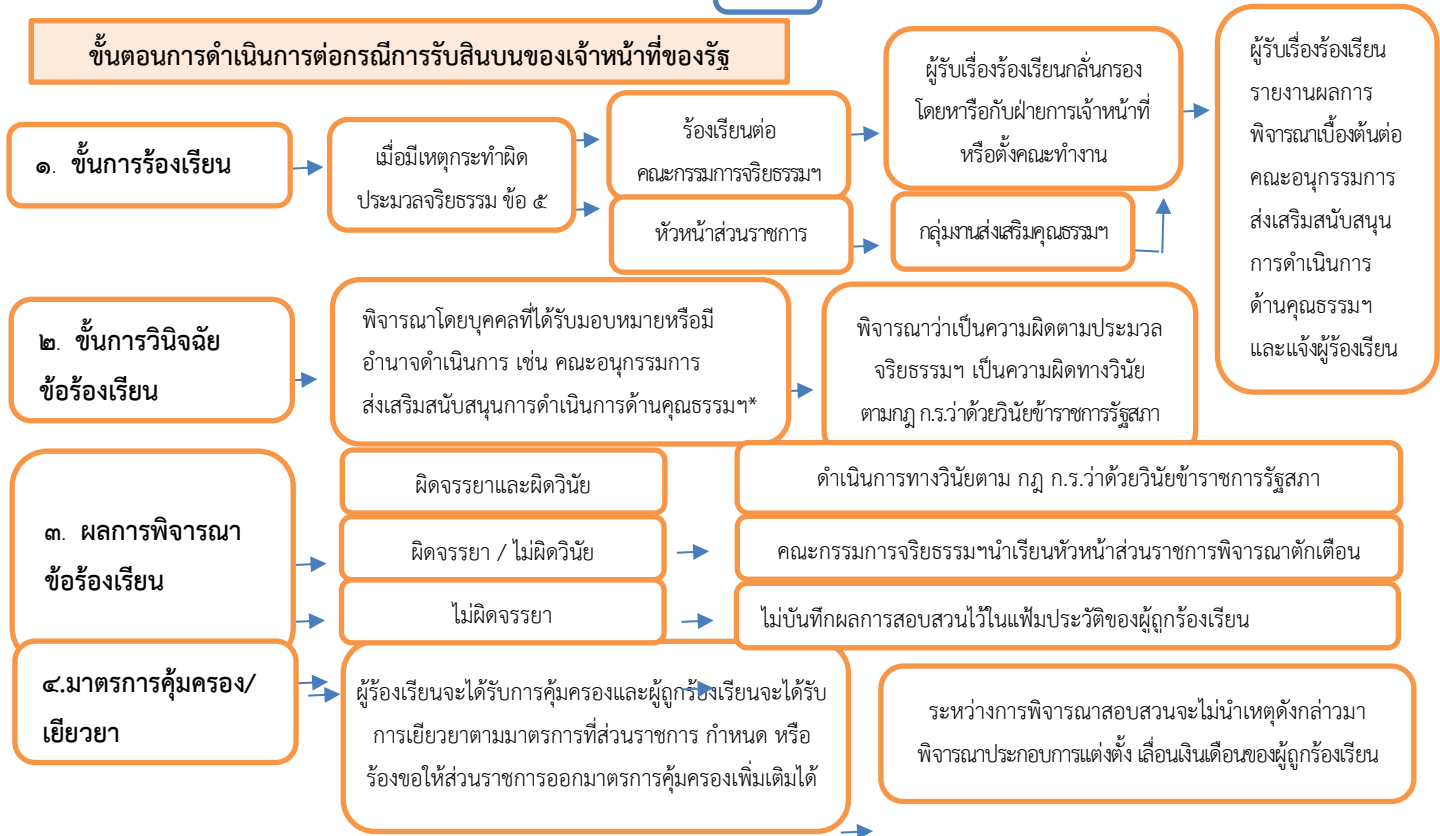 ขั้นตอนการดำเนินการต่อกรณีการรับสินบนของเจ้าหน้าที่ของรัฐ
๑. ขั้นการร้องเรียน
เมื่อมีเหตุกระทำผิด
ประมวลจริยธรรม ข้อ ๕
ร้องเรียนต่อ
คณะกรรมการจริยธรรมฯ
หัวหน้าส่วนราชการ
ผู้รับเรื่องร้องเรียนกลั่นกรอง
โดยหารือกับฝ่ายการเจ้าหน้าที่
หรือตั้งคณะทำงาน
กลุ่มงานส่งเสริมคุณธรรมฯ
ผู้รับเรื่องร้องเรียน
รายงานผลการ
พิจารณาเบื้องต้นต่อ
คณะอนุกรรมการ
ส่งเสริมสนับสนุน
การดำเนินการ
ด้านคุณธรรมฯ
และแจ้งผู้ร้องเรียน
๒. ขั้นการวินิจฉัย
ข้อร้องเรียน
พิจารณาโดยบุคคลที่ได้รับมอบหมายหรือมี
อำนาจดำเนินการ เช่น คณะอนุกรรมการ
ส่งเสริมสนับสนุนการดำเนินการด้านคุณธรรมฯ*
พิจารณาว่าเป็นความผิดตามประมวล
จริยธรรมฯ เป็นความผิดทางวินัย
ตามกฎ ก.ร.ว่าด้วยวินัยข้าราชการรัฐสภา
๓. ผลการพิจารณา
ข้อร้องเรียน
ผิดจรรยาและผิดวินัย
ดำเนินการทางวินัยตาม กฎ ก.ร.ว่าด้วยวินัยข้าราชการรัฐสภา
ผิดจรรยา / ไม่ผิดวินัย
คณะกรรมการจริยธรรมฯนำเรียนหัวหน้าส่วนราชการพิจารณาตักเตือน
ไม่ผิดจรรยา
ไม่บันทึกผลการสอบสวนไว้ในแฟ้มประวัติของผู้ถูกร้องเรียน
๔.มาตรการคุ้มครอง/
เยียวยา
ผู้ร้องเรียนจะได้รับการคุ้มครองและผู้ถูกร้องเรียนจะได้รับ
การเยียวยาตามมาตรการที่ส่วนราชการ กำหนด หรือ
ร้องขอให้ส่วนราชการออกมาตรการคุ้มครองเพิ่มเติมได้
ระหว่างการพิจารณาสอบสวนจะไม่นำเหตุดังกล่าวมา
พิจารณาประกอบการแต่งตั้ง เลื่อนเงินเดือนของผู้ถูกร้องเรียน